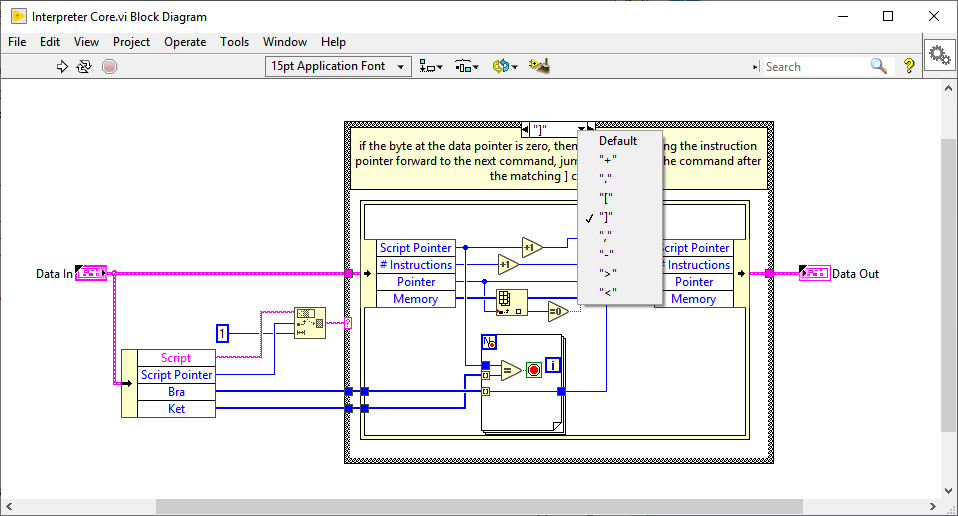 Interpreter Core.vi Block Diagram
File Edit View Project Operate Tools Window Help
15pt Application Font
Search
?
"]"
Default
"+"
"."
"["
"]"
","
"-"
">"
"<"
if the byte at the data pointer is zero, then ng the instruction
pointer forward to the next command, jum he command after
the matching ] c
Script Pointer
# Instructions
Pointer
Memory
+1
+1
=0
Script Pointer
# Instructions
Pointer
Memory
Data In
Data Out
?
1
N
i
=
Script
Script Pointer
Bra
Ket